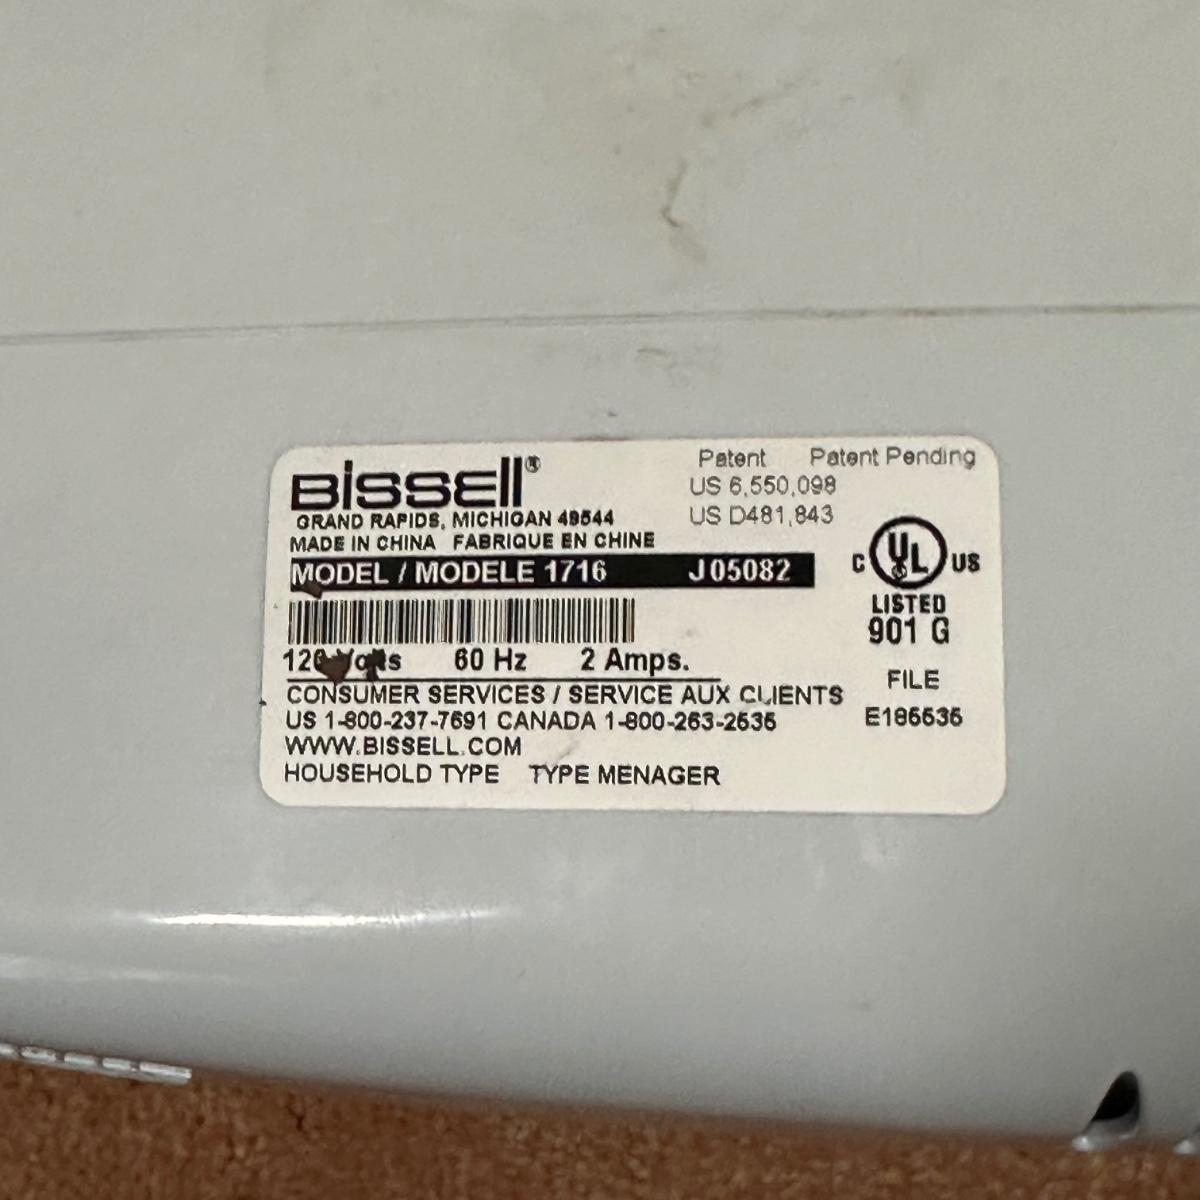 BISSELL®
GRAND RAPIDS, MICHIGAN 49544
MADE IN CHINA FABRIQUE EN CHINE
MODEL / MODELE 1716 J05082
120 Volts 60 Hz 2 Amps.
CONSUMER SERVICES / SERVICE AUX CLIENTS
US 1-800-237-7691 CANADA 1-800-263-2535
WWW.BISSELL.COM
HOUSEHOLD TYPE TYPE MENAGER
Patent Patent Pending
US 6,550,098
US D481,843
C UL US
LISTED
901 G
FILE